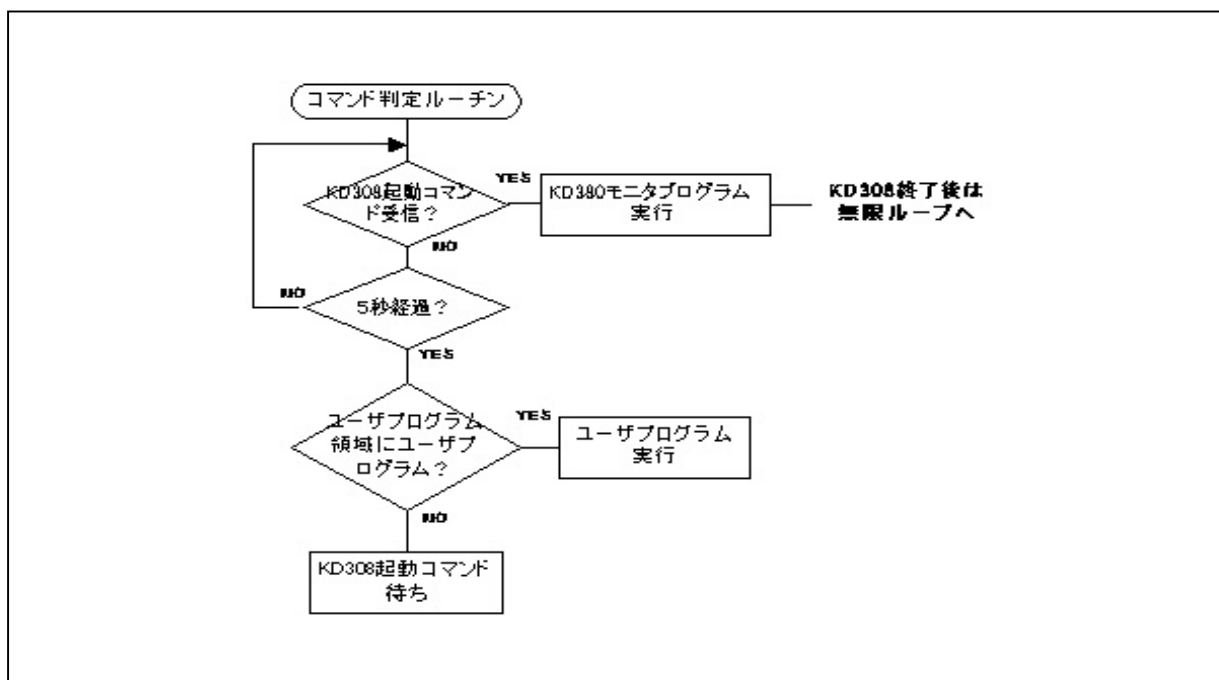 コマンド判定ルーチン
KD308起動コマン
ド受信？
YES
KD380モニタプログラム
実行
KD308終了後は
無限ループへ
NO
NO
5秒経過？
YES
ユーザプログラム
領域にユーザプ
ログラム？
YES
ユーザプログラム
実行
NO
KD308起動コマンド
待ち